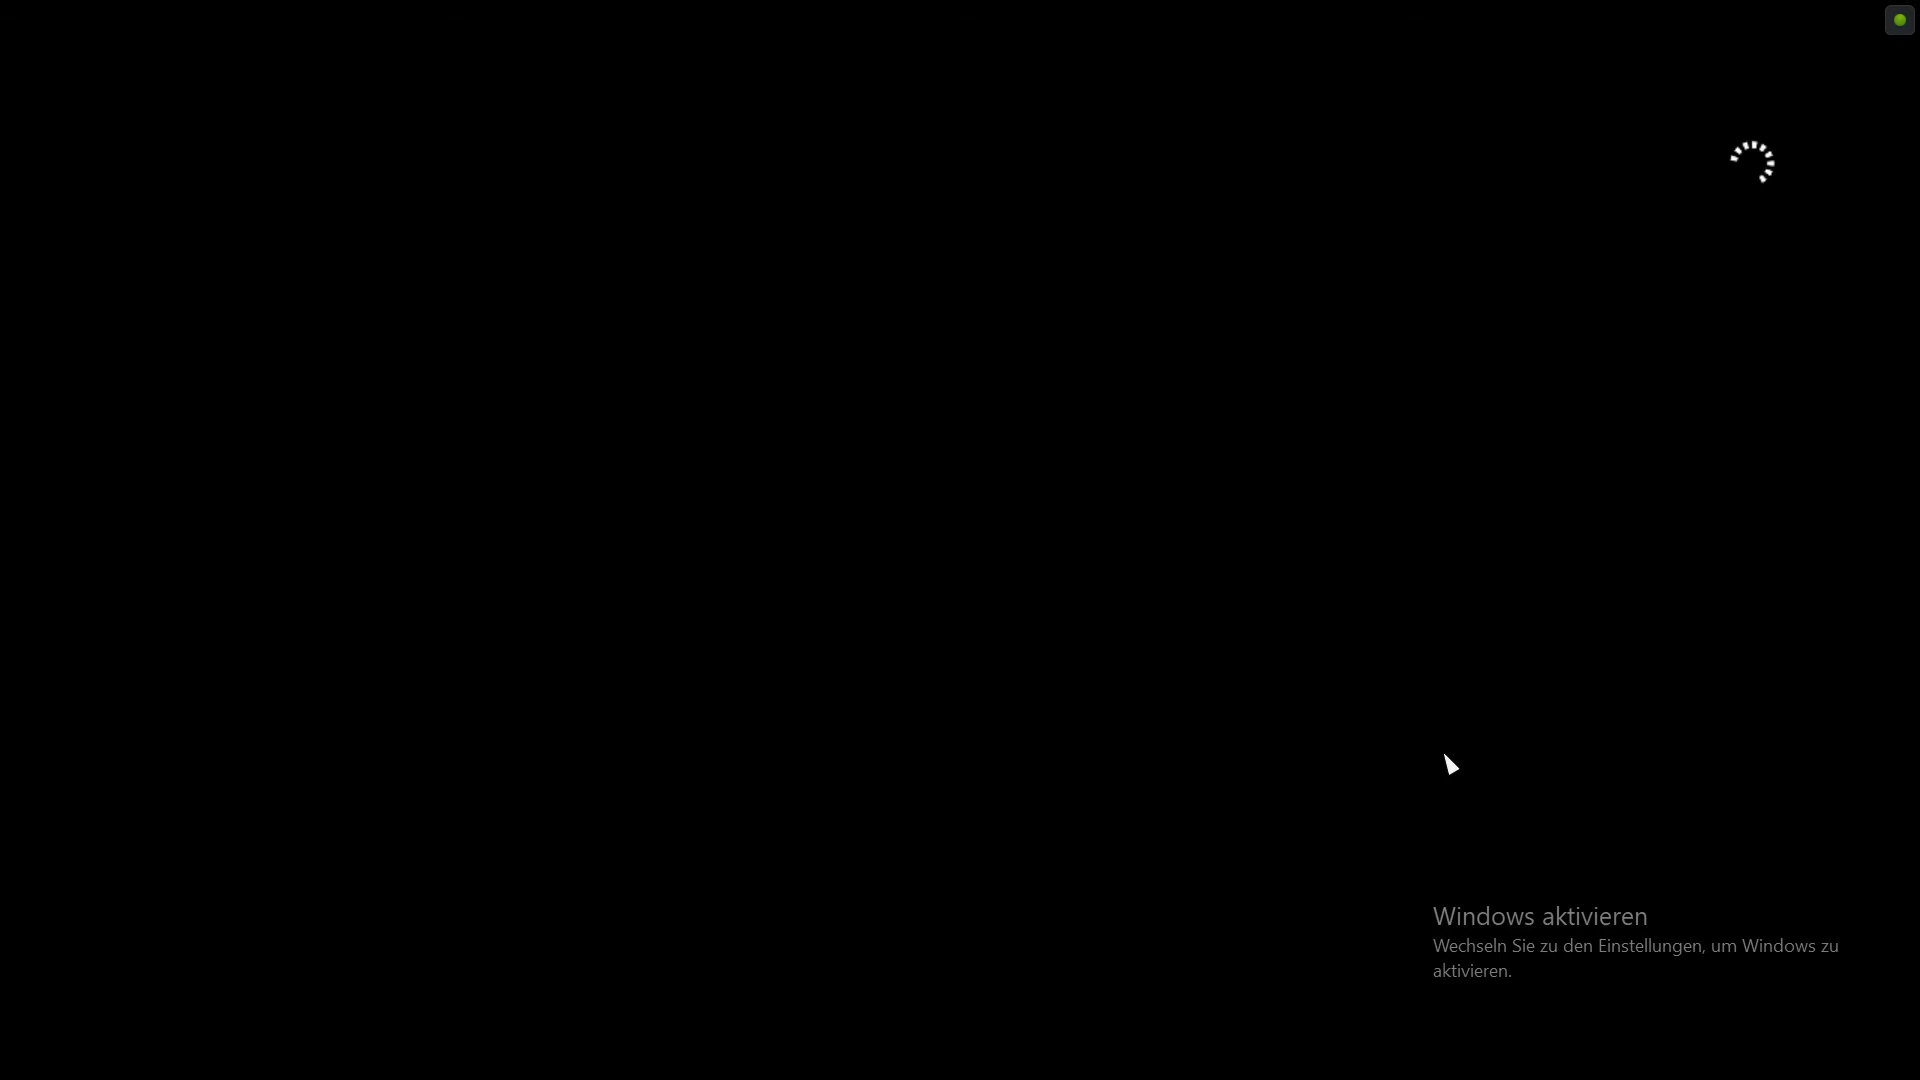 Windows aktivieren
Wechseln Sie zu den Einstellungen, um Windows zu
aktivieren.